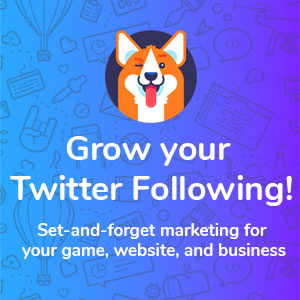 Grow your
Twitter Following!
Set-and-forget marketing for
your game, website, and business